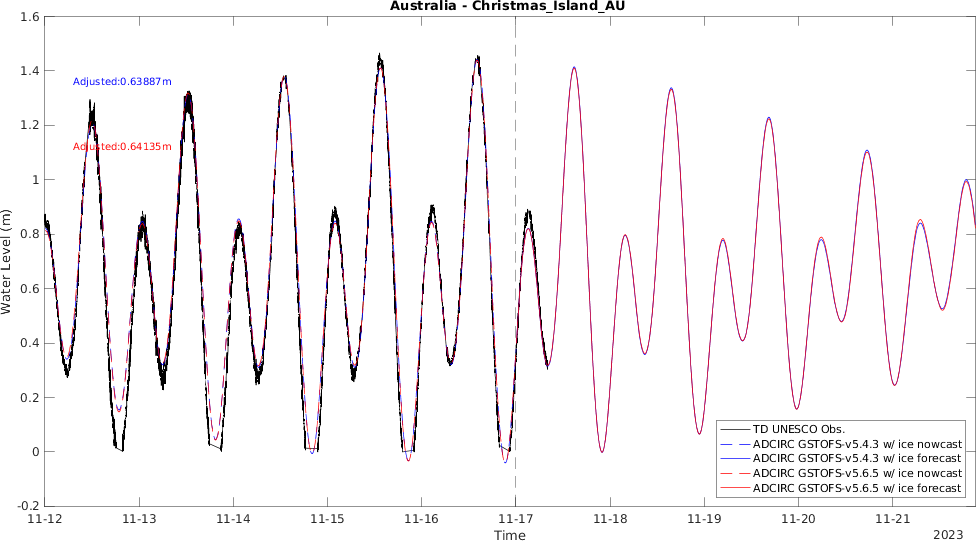 Australia - Christmas_Island_AU
1.6
1.4
1.2
1
0.8
0.6
0.4
0.2
0
-0.2
Water Level (m)
Adjusted:0.63887m
Adjusted:0.64135m
TD UNESCO Obs.
ADCIRC GSTOFS-v5.4.3 w/ ice nowcast
ADCIRC GSTOFS-v5.4.3 w/ ice forecast
ADCIRC GSTOFS-v5.6.5 w/ ice nowcast
ADCIRC GSTOFS-v5.6.5 w/ ice forecast
11-12 11-13 11-14 11-15 11-16 11-17 11-18 11-19 11-20 11-21
Time
2023